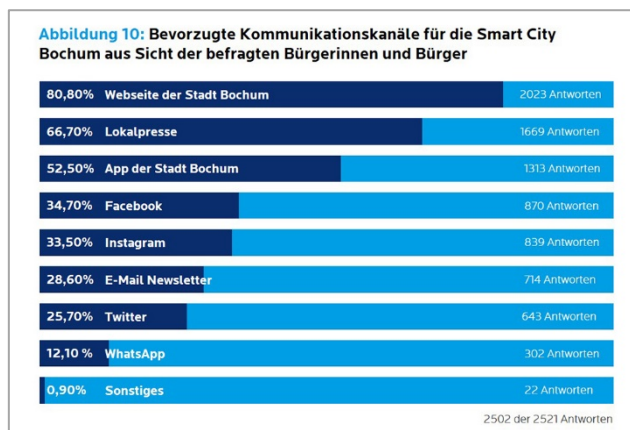 Abbildung 10: Bevorzugte Kommunikationskanäle für die Smart City
Bochum aus Sicht der befragten Bürgerinnen und Bürger
80,80% Webseite der Stadt Bochum 2023 Antworten
66,70% Lokalpresse 1669 Antworten
52,50% App der Stadt Bochum 1313 Antworten
34,70% Facebook 870 Antworten
33,50% Instagram 839 Antworten
28,60% E-Mail Newsletter 714 Antworten
25,70% Twitter 643 Antworten
12,10 % WhatsApp 302 Antworten
0,90% Sonstiges 22 Antworten
2502 der 2521 Antworten